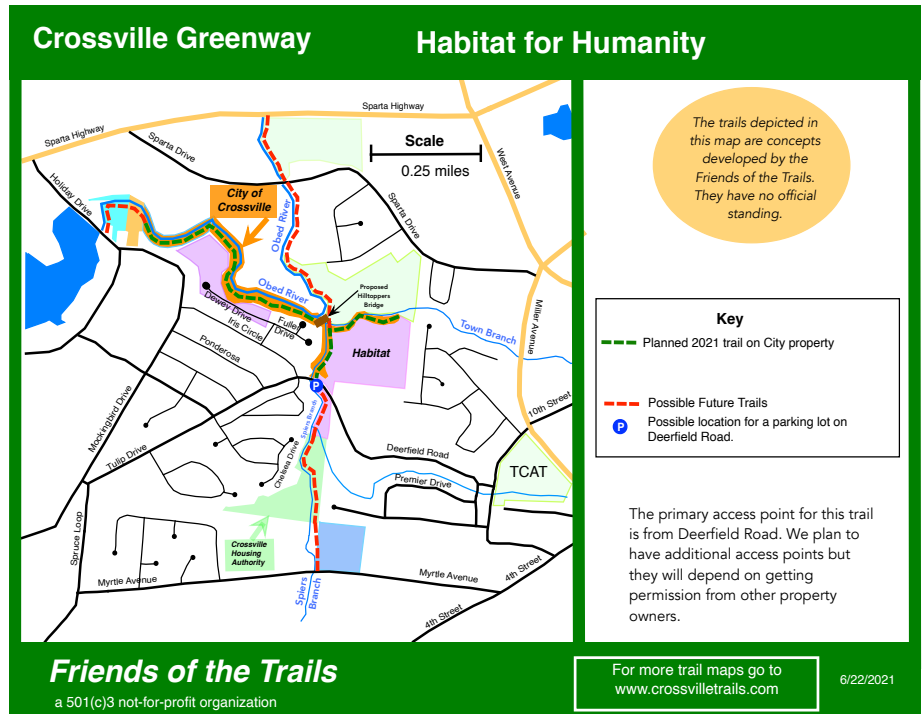 Crossville Greenway
Habitat for Humanity
Sparta Highway
Sparta Highway
Sparta Drive
Scale
0.25 miles
West Avenue
Holiday Drive
City of
Crossville
Obed River
Sparta Drive
Obed River
Proposed
Hilltoppers
Bridge
Dewey Drive
Iris Circle
Fuller
Drive
Town Branch
Miller Avenue
Ponderosa
Habitat
P
Mockingbird Drive
Spiers Branch
10th Street
Tulip Drive
Chelsea Drive
Deerfield Road
Premier Drive
TCAT
Spruce Loop
Crossville
Housing
Authority
Myrtle Avenue
Spiers
Branch
Myrtle Avenue
4th Street
4th Street
The trails depicted in
this map are concepts
developed by the
Friends of the Trails.
They have no official
standing.
Key
Planned 2021 trail on City property
Possible Future Trails
P
Possible location for a parking lot on
Deerfield Road.
The primary access point for this trail
is from Deerfield Road. We plan to
have additional access points but
they will depend on getting
permission from other property
owners.
Friends of the Trails
a 501(c)3 not-for-profit organization
For more trail maps go to
www.crossvilletrails.com
6/22/2021